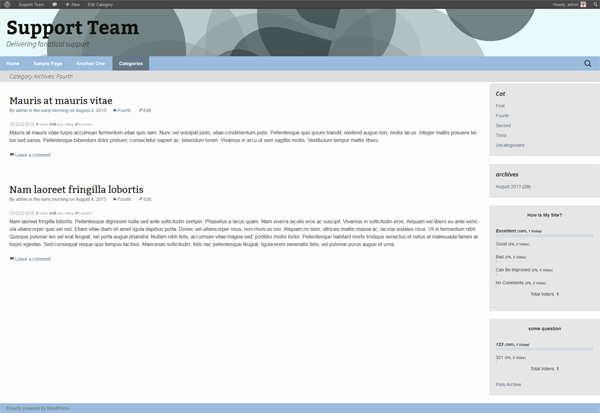 Support Team
New
Edit Category
Howdy, admin
Support Team
Delivering fanatical support
Home
Sample Page
Another One
Categories
Category Archives: Fourth
Mauris at mauris vitae
By admin in the early morning on August 4, 2013
Fourth
Edit
Mauris at mauris vitae turpis accumsan fermentum vitae quis sem. Nunc vel volutpat justo, vitae condimentum justo. Pellentesque quis ipsum blandit, eleifend augue non, mollis lacus. Integer mattis posuere tel-
lus sed varius. Pellentesque bibendum dolor pretium, consectetur sapien ac, bibendum lorem. Vivamus in arcu ut sem sagittis mollis. Vestibulum tempor mattis libero
Leave a comment
Nam laoreet fringilla lobortis
By admin in the early morning on August 4, 2013
Fourth
Edit
Nam laoreet fringilla lobortis. Pellentesque dignissim nulla sed ante sollicitudin semper. Phasellus a lacus quam. Nam viverra iaculis eros ac suscipit. Vivamus in sollicitudin eros. Aliquam vel libero eu ante vehic-
ula ullamcorper quis vel nisl. Etiam vitae diam sit amet ligula dapibus porta. Donec vel ullamcorper risus, non rhoncus nisi. Aliquam mi sem, ultricies mattis massa ac, lacinia sodales risus. Ut in fermentum nibh.
Quisque pulvinar leo vel erat feugiat, vel porta augue pharetra. Nullam nibh felis, accumsan vitae magna sed, porttitor mollis tortor. Pellentesque habitant morbi tristique senectus et netus et malesuada fames ac
turpis egestas. Sed consequat neque quis tempus facilisis. Maecenas sollicitudin, felis nec pellentesque feugiat, ligula enim venenatis felis, vel pulvinar purus augue et urna.
Leave a comment
Cat
First
Fourth
Second
Third
Uncategorised
archives
August 2013 (29)
How Is My Site?
Excellent (100%, 1 Votes)
Good (0%, 0 Votes)
Bad (0%, 0 Votes)
Can Be Improved (0%, 0 Votes)
No Comments (0%, 0 Votes)
Total Voters: 1
some question
123 (100%, 1 Votes)
321 (0%, 0 Votes)
Total Voters: 1
Polls Archive
Proudly powered by WordPress